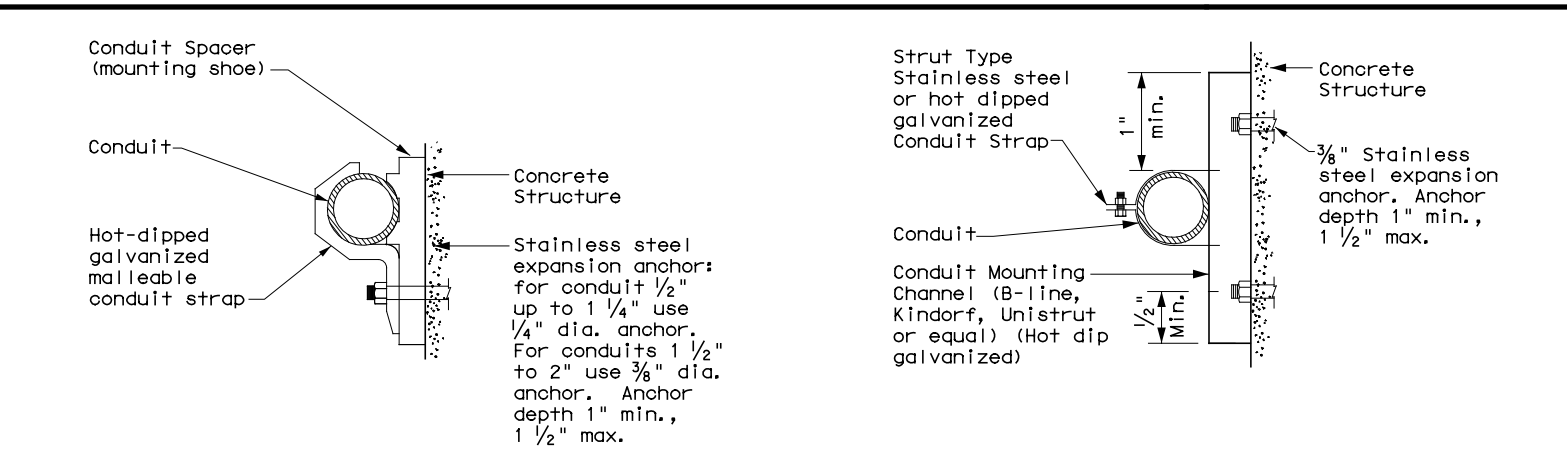 Conduit Spacer
(mounting shoe)
Conduit
Hot-dipped
galvanized
malleable
conduit strap
Concrete
Structure
Stainless steel
expansion anchor:
for conduit 1/2"
up to 1 1/4" use
1/4" dia. anchor.
For conduits 1 1/2"
to 2" use 3/8" dia.
anchor. Anchor
depth 1" min.,
1 1/2" max.
Strut Type
Stainless steel
or hot dipped
galvanized
Conduit Strap
1"
min.
Concrete
Structure
3/8" Stainless
steel expansion
anchor. Anchor
depth 1" min.,
1 1/2" max.
Conduit
Conduit Mounting
Channel (B-line,
Kindorf, Unistrut
or equal) (Hot dip
galvanized)
1/2"
Min.